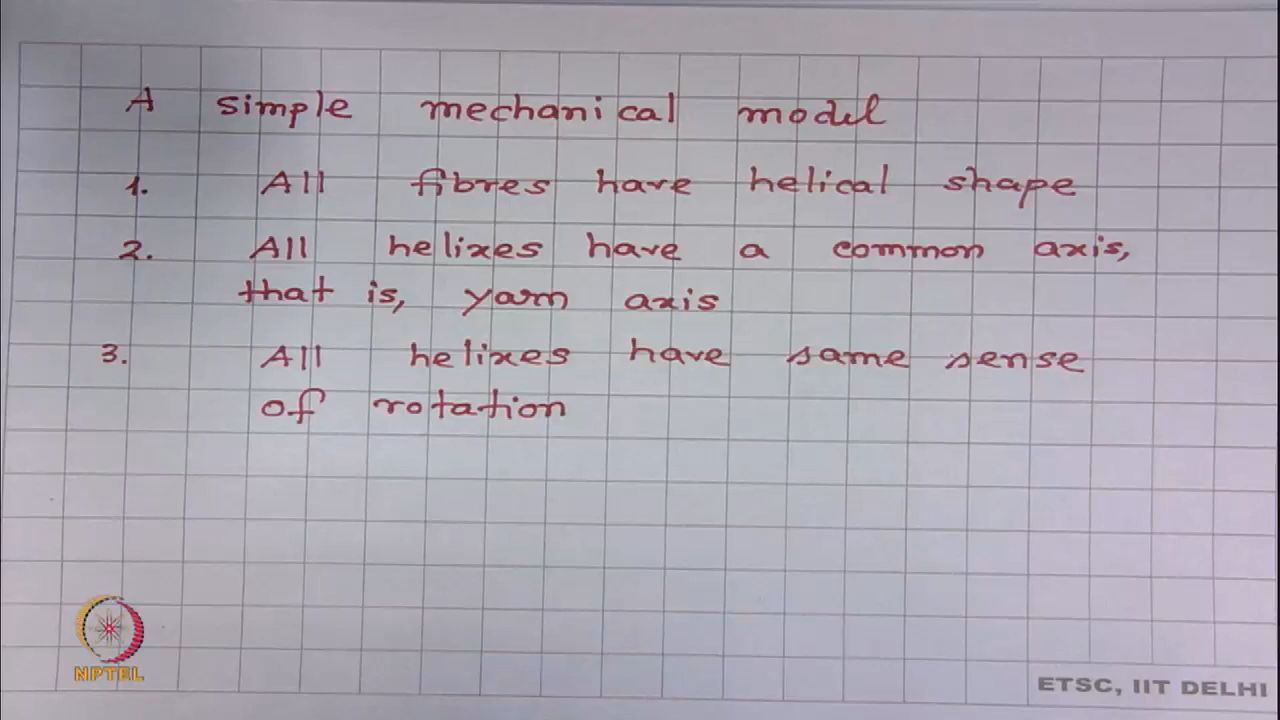 A simple mechanical model
1. All fibres have helical shape
2. All helixes have a common axis,
that is, yarn axis
3. All helixes have same sense
of rotation
NPTEL
ETSC, IIT DELHI